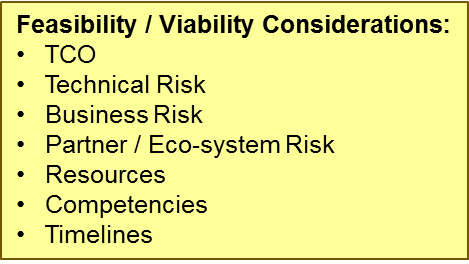 Feasibility / Viability Considerations:
• TCO
• Technical Risk
• Business Risk
• Partner / Eco-system Risk
• Resources
• Competencies
• Timelines